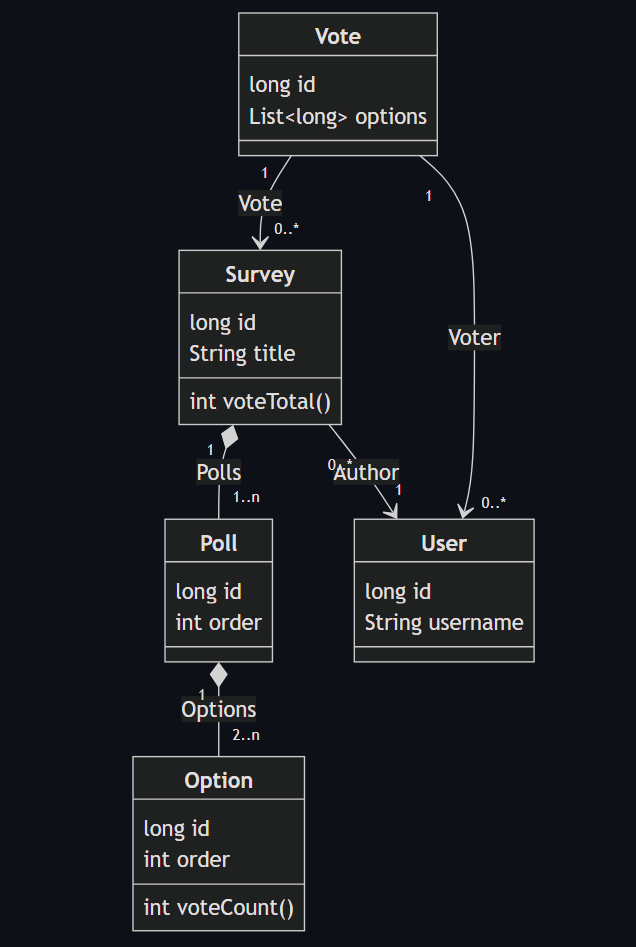 Vote
long id
List<long> options
1
Vote
0..*
1
Survey
long id
String title
int voteTotal()
Voter
1
Polls
1..n
0..*
Author
1
0..*
Poll
long id
int order
User
long id
String username
1
Options
2..n
Option
long id
int order
int voteCount()